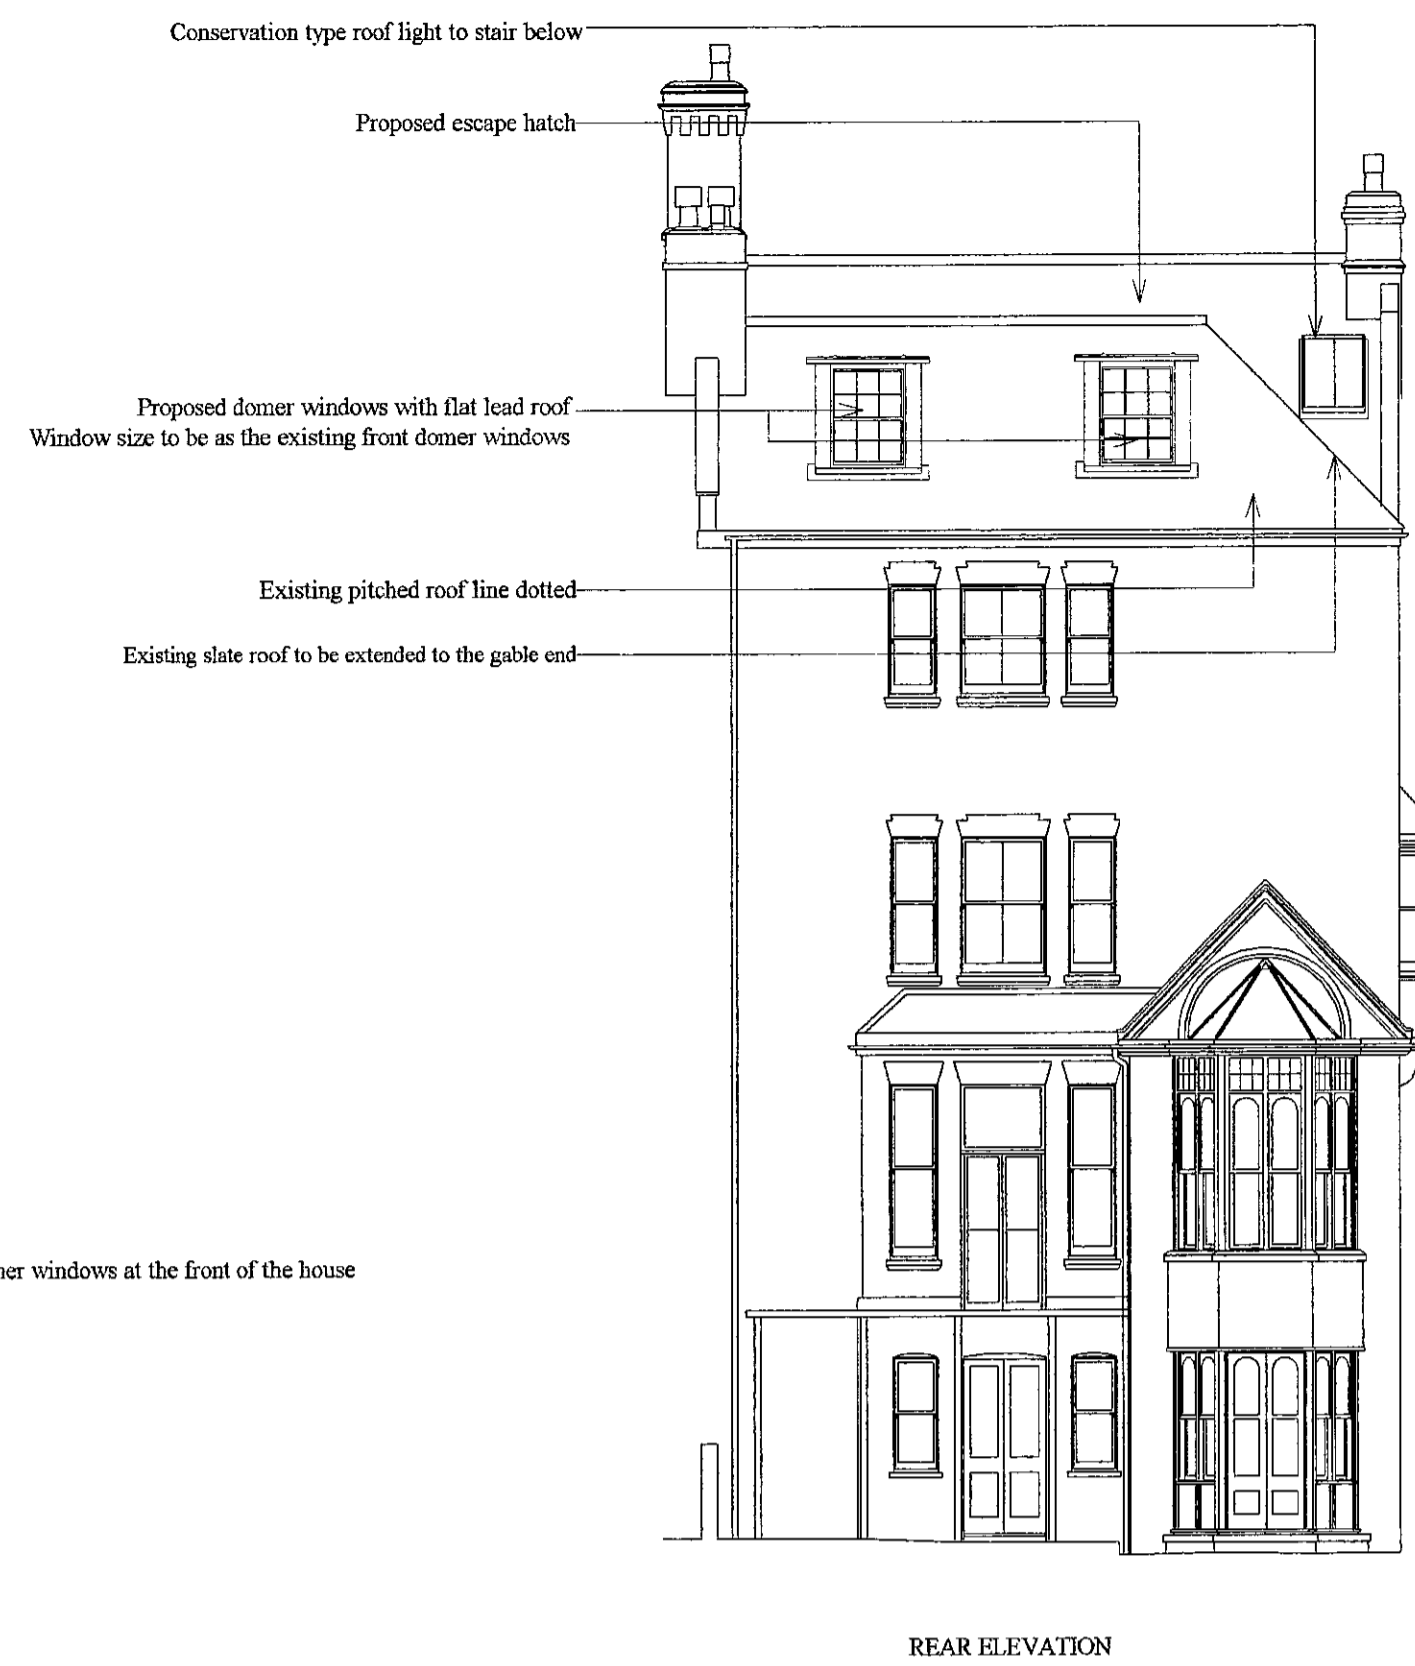 Conservation type roof light to stair below
Proposed escape hatch
Proposed domer windows with flat lead roof
Window size to be as the existing front domer windows
Existing pitched roof line dotted
Existing slate roof to be extended to the gable end
windows at the front of the house
REAR ELEVATION